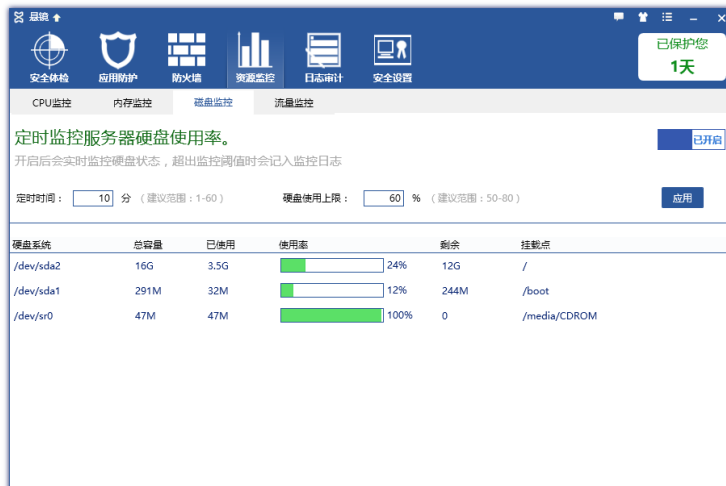 悬镜
已保护您
1天
安全体检 应用防护 防火墙 资源监控 日志审计 安全设置
CPU监控 内存监控 磁盘监控 流量监控
定时监控服务器硬盘使用率。
已开启
开启后会实时监控硬盘状态，超出监控阈值时会记入监控日志
定时时间： 10 分 （建议范围：1-60） 硬盘使用上限： 60 % （建议范围：50-80） 应用
硬盘系统 总容量 已使用 使用率 剩余 挂载点
/dev/sda2 16G 3.5G 24% 12G /
/dev/sda1 291M 32M 12% 244M /boot
/dev/sr0 47M 47M 100% 0 /media/CDROM